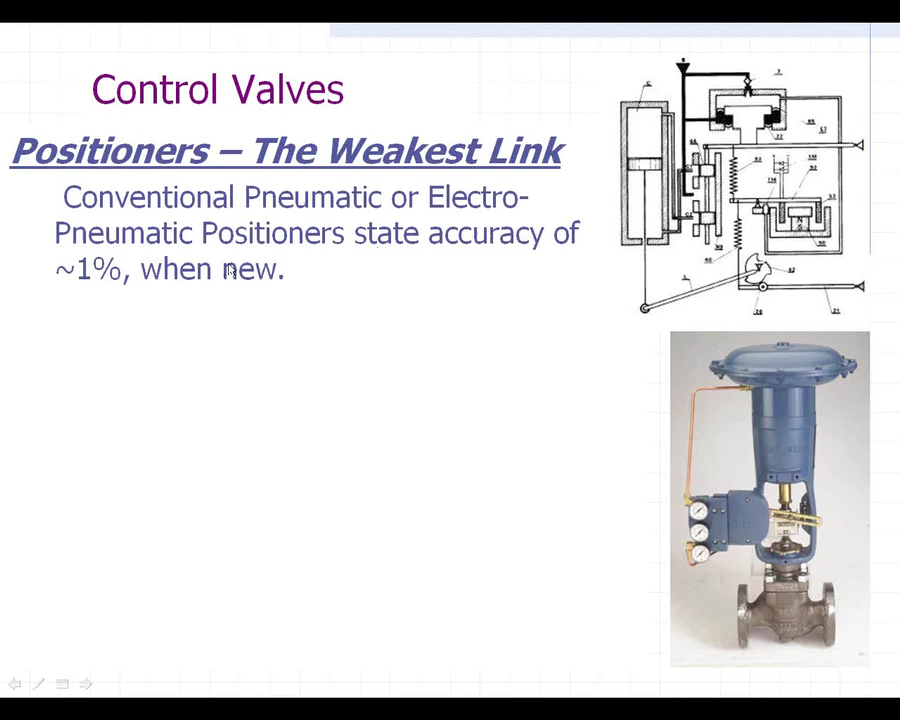 Control Valves
Positioners – The Weakest Link
Conventional Pneumatic or Electro-
Pneumatic Positioners state accuracy of
~1%, when new.